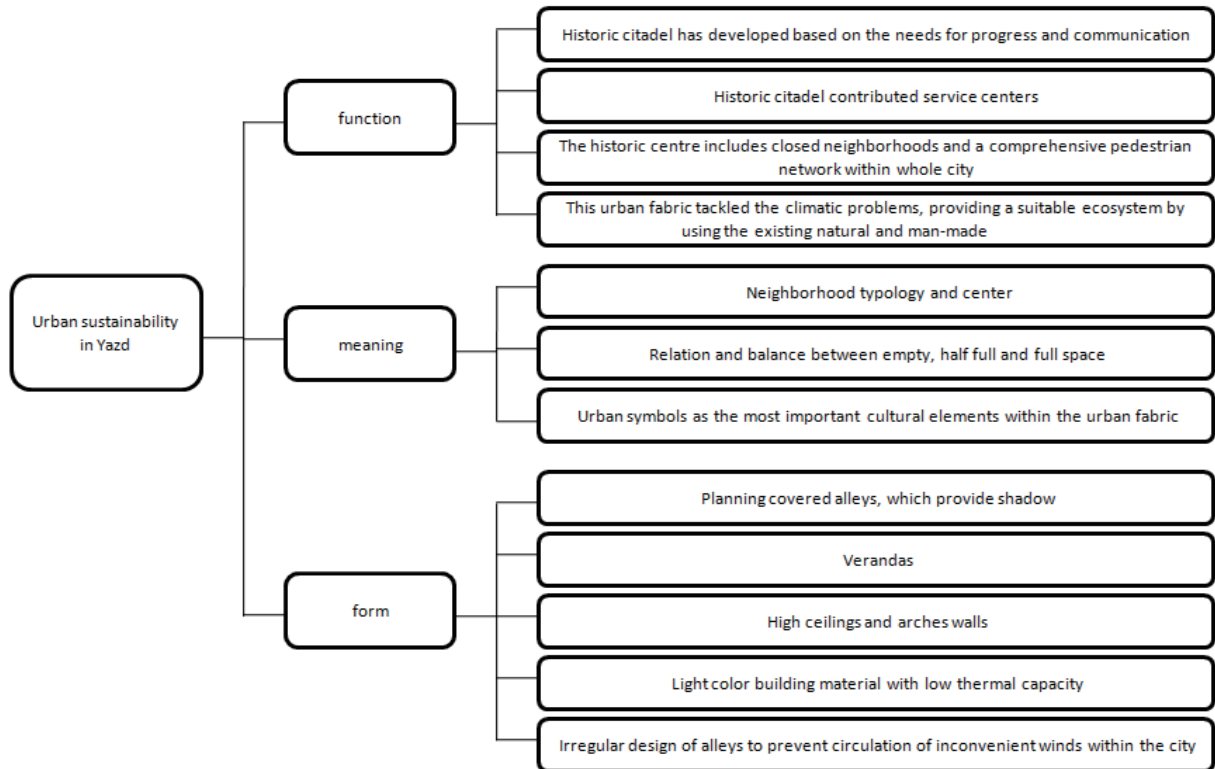 Urban sustainability
in Yazd
function
Historic citadel has developed based on the needs for progress and communication
Historic citadel contributed service centers
The historic centre includes closed neighborhoods and a comprehensive pedestrian
network within whole city
This urban fabric tackled the climatic problems, providing a suitable ecosystem by
using the existing natural and man-made
meaning
Neighborhood typology and center
Relation and balance between empty, half full and full space
Urban symbols as the most important cultural elements within the urban fabric
form
Planning covered alleys, which provide shadow
Verandas
High ceilings and arches walls
Light color building material with low thermal capacity
Irregular design of alleys to prevent circulation of inconvenient winds within the city